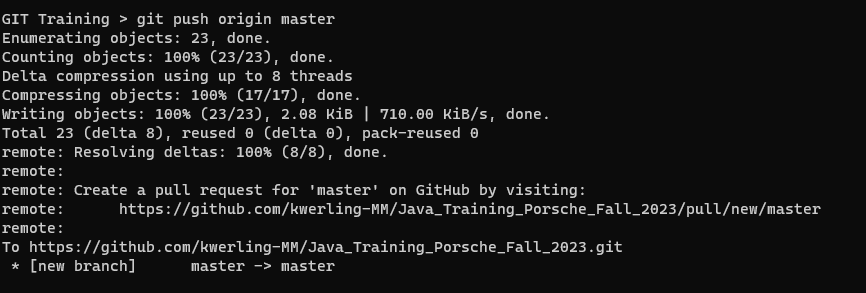 GIT Training > git push origin master
Enumerating objects: 23, done.
Counting objects: 100% (23/23), done.
Delta compression using up to 8 threads
Compressing objects: 100% (17/17), done.
Writing objects: 100% (23/23), 2.08 KiB | 710.00 KiB/s, done.
Total 23 (delta 8), reused 0 (delta 0), pack-reused 0
remote: Resolving deltas: 100% (8/8), done.
remote:
remote: Create a pull request for 'master' on GitHub by visiting:
remote:      https://github.com/kwerling-MM/Java_Training_Porsche_Fall_2023/pull/new/master
remote:
To https://github.com/kwerling-MM/Java_Training_Porsche_Fall_2023.git
 * [new branch]      master -> master